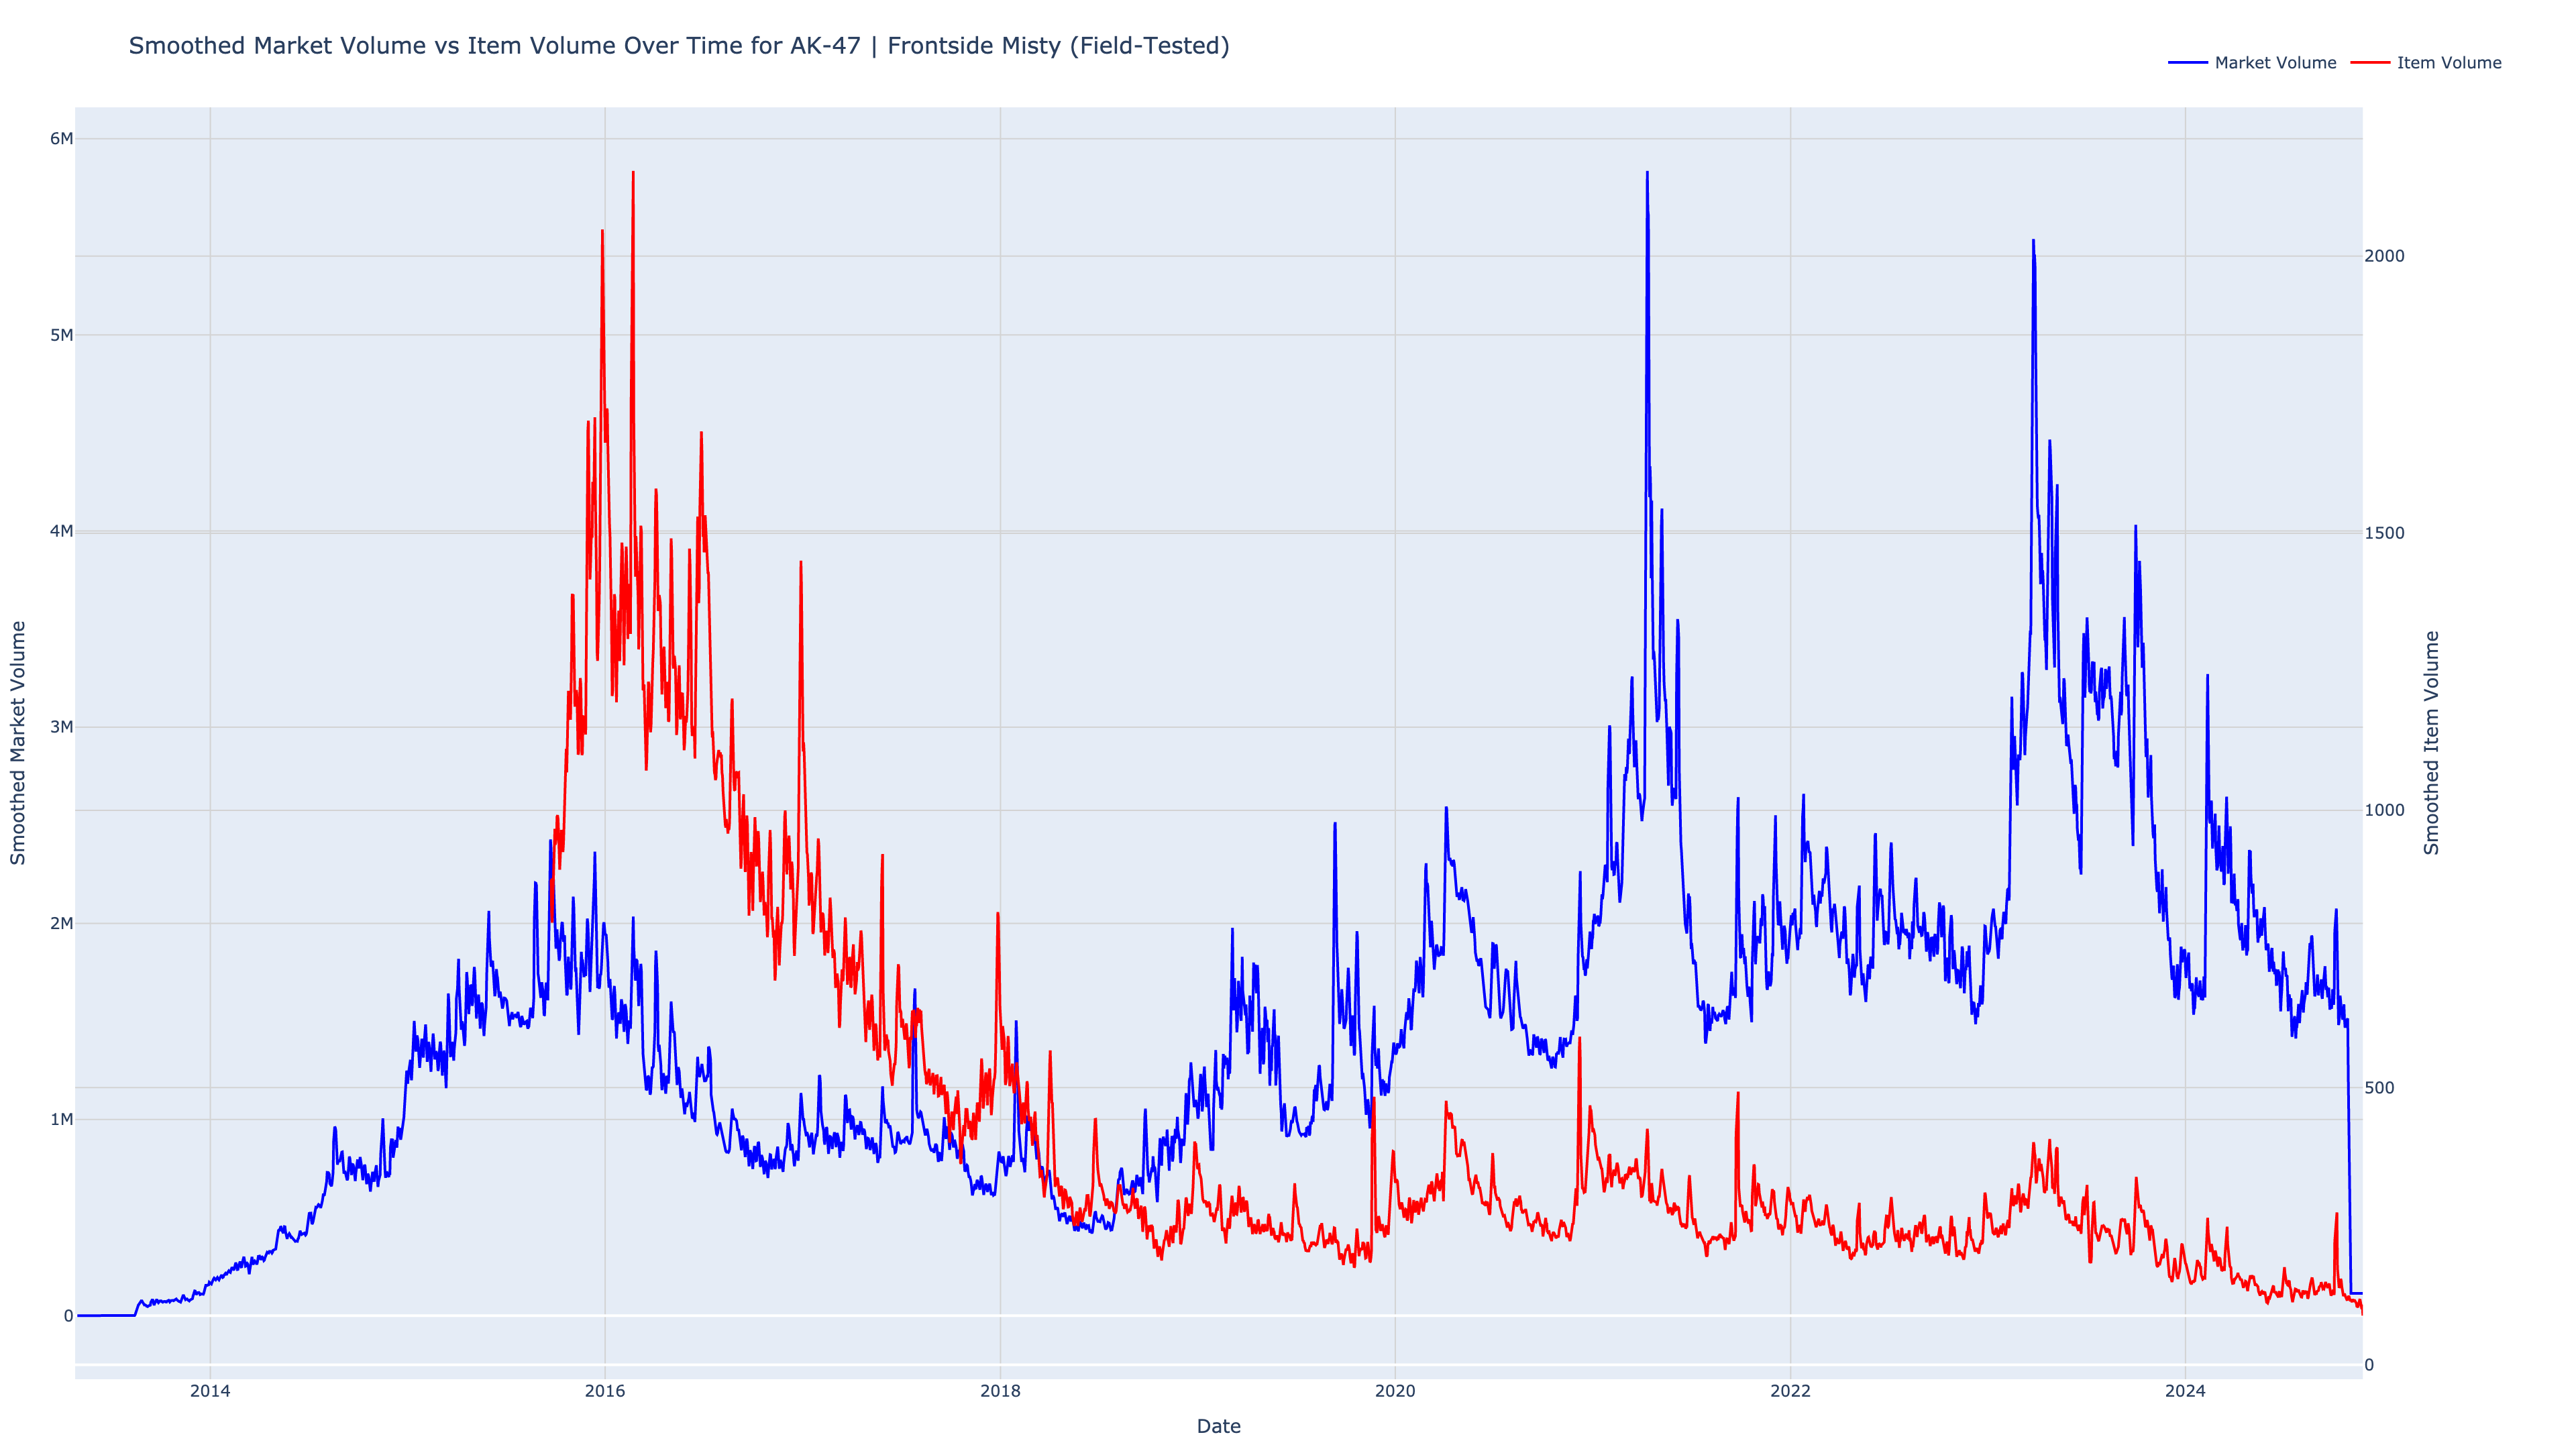 Smoothed Market Volume vs Item Volume Over Time for AK-47 | Frontside Misty (Field-Tested)
Market Volume
Item Volume
6M
5M
4M
3M
2M
1M
0
Smoothed Market Volume
2000
1500
1000
500
0
Smoothed Item Volume
2014
2016
2018
2020
2022
2024
Date